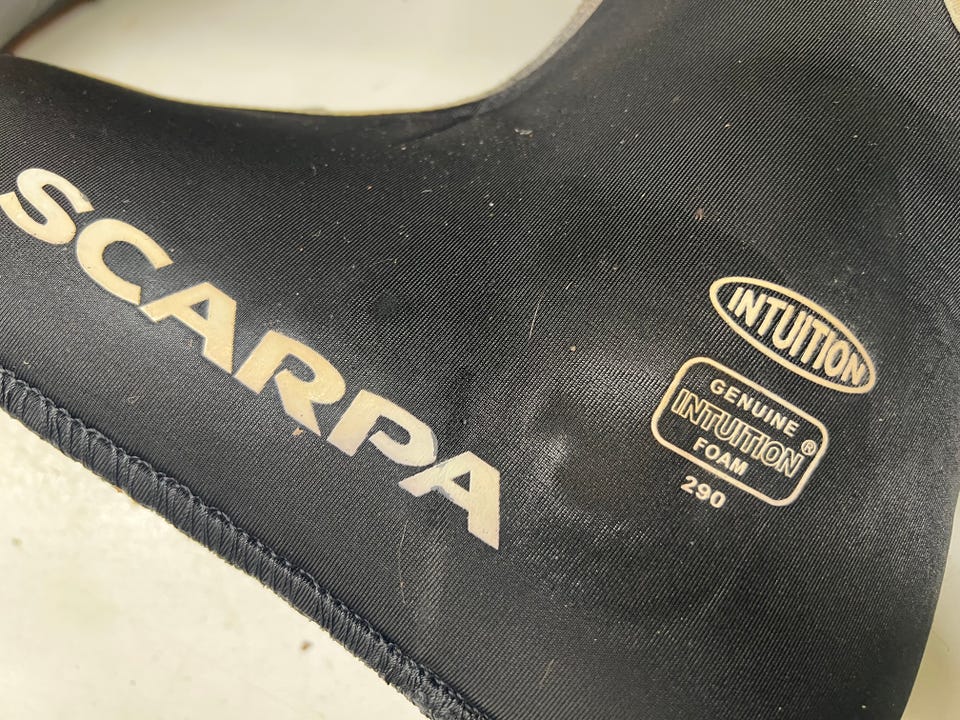 SCARPA
INTUITION
GENUINE
INTUITION®
FOAM
290